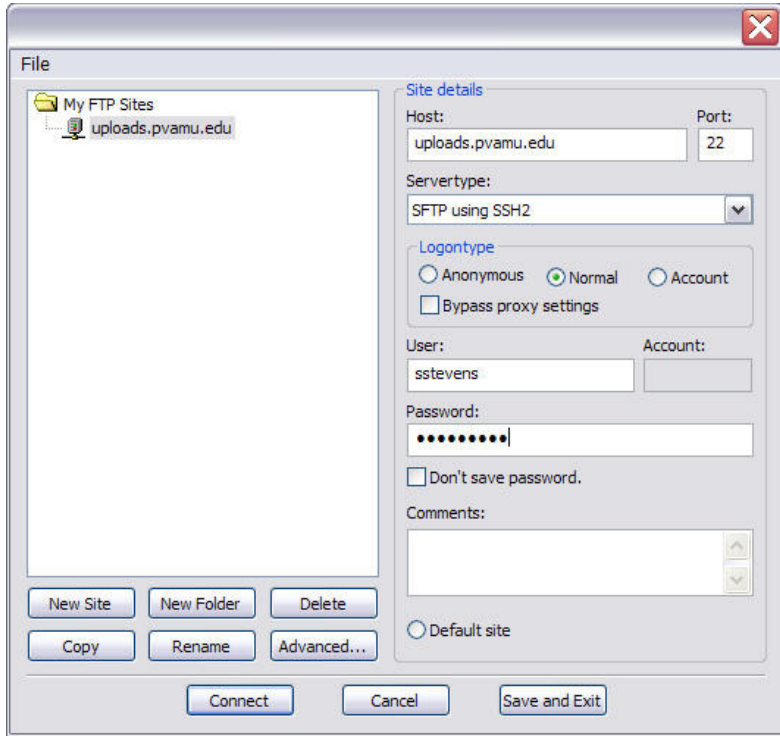 File
My FTP Sites
uploads.pvamu.edu
New Site New Folder Delete
Copy Rename Advanced...
Site details
Host: Port:
uploads.pvamu.edu 22
Servertype:
SFTP using SSH2
Logontype
Anonymous Normal Account
Bypass proxy settings
User: Account:
sstevens
Password:
•••••••••
Don't save password.
Comments:
Default site
Connect Cancel Save and Exit